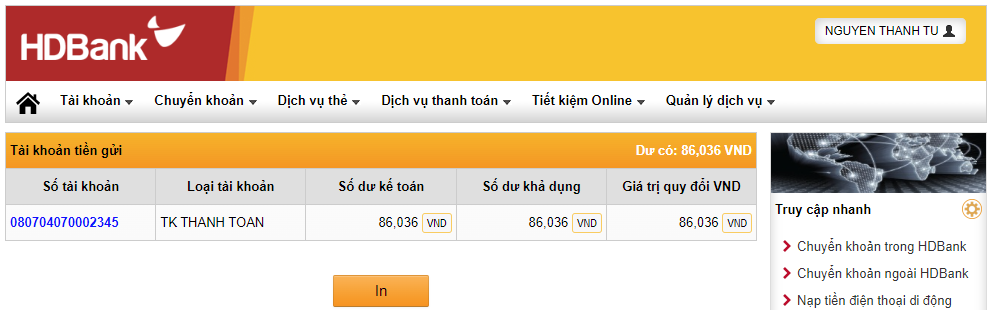 HDBank
NGUYEN THANH TU
Tài khoản Chuyển khoản Dịch vụ thẻ Dịch vụ thanh toán Tiết kiệm Online Quản lý dịch vụ
Tài khoản tiền gửi Dư có: 86,036 VND
Số tài khoản Loại tài khoản Số dư kế toán Số dư khả dụng Giá trị quy đổi VND
080704070002345 TK THANH TOAN 86,036 VND 86,036 VND 86,036 VND
In
Truy cập nhanh
Chuyển khoản trong HDBank
Chuyển khoản ngoài HDBank
Nạp tiền điện thoại di động